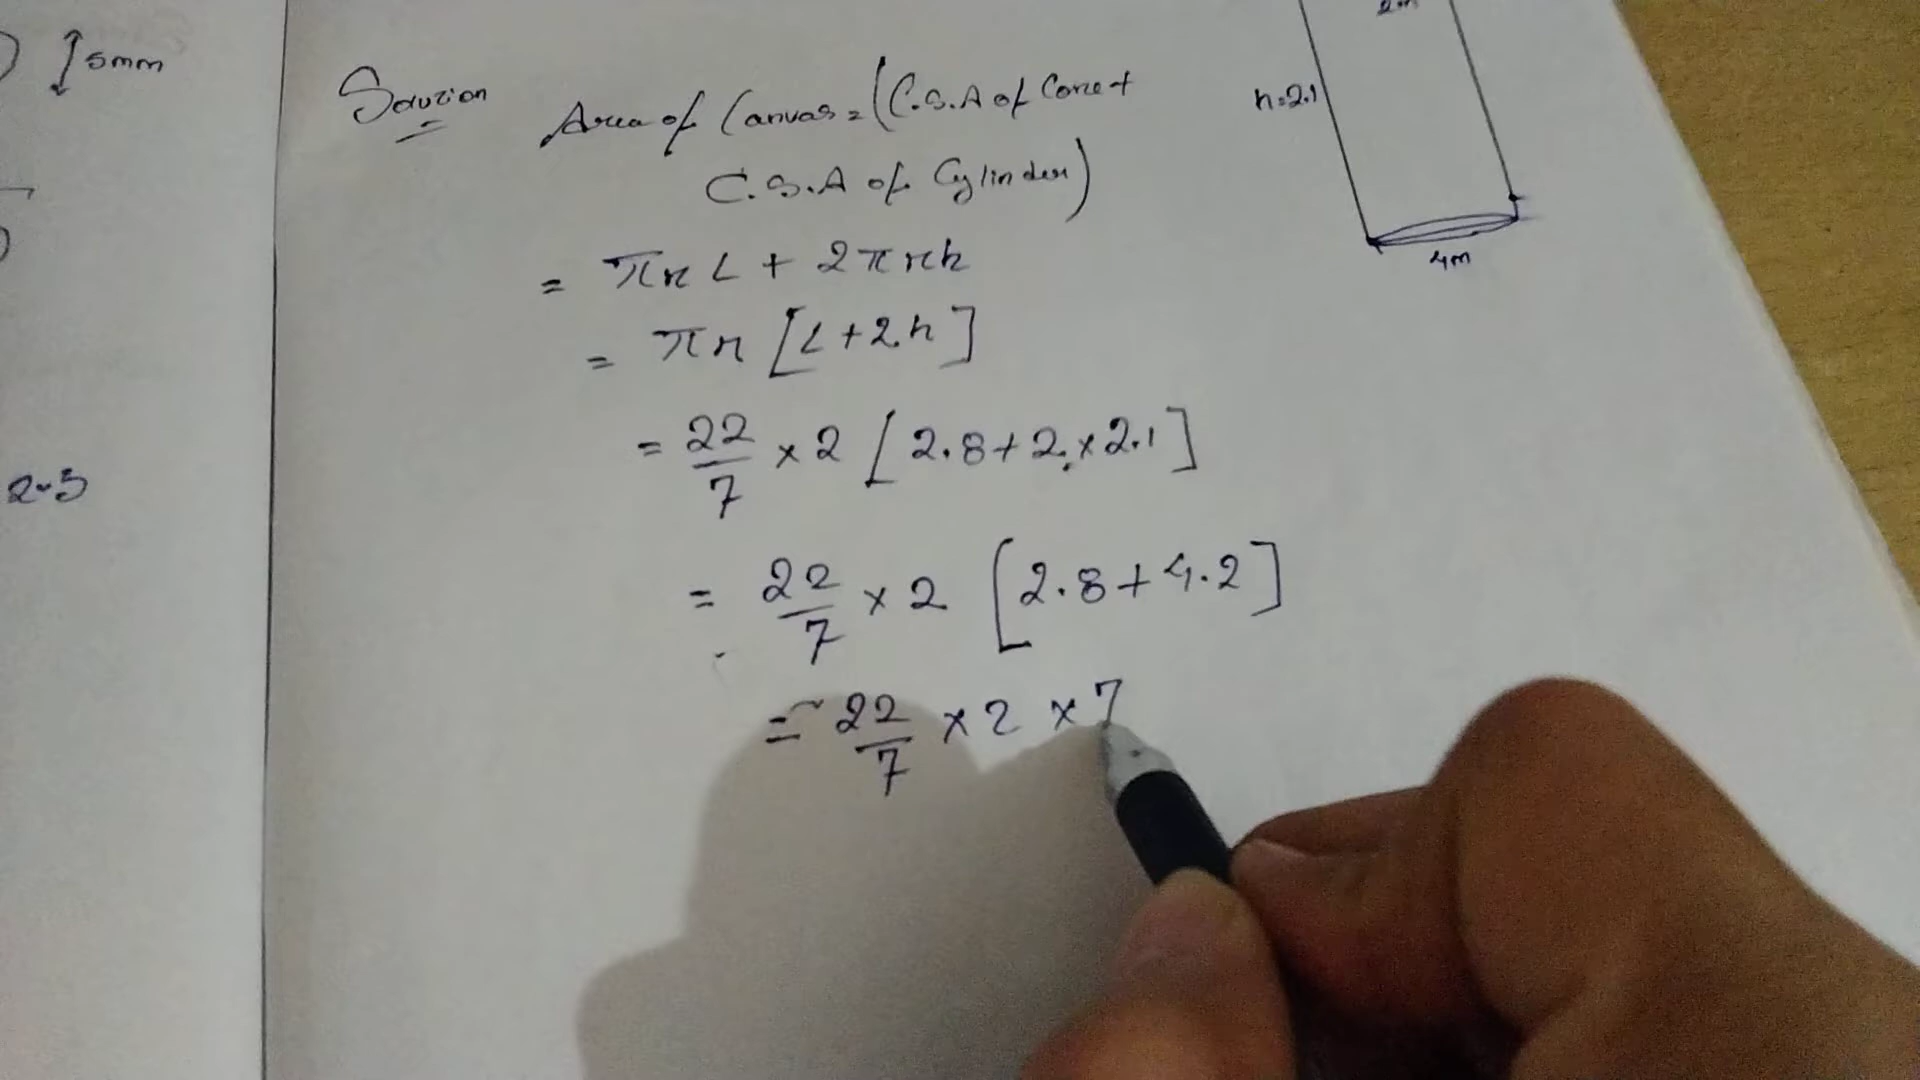 5mm
2.5
Solution
Area of Canvas = (C.S.A of Cone +
C.S.A of Cylinder)
= πrL + 2πrh
= πr [L+2h]
= 22/7 × 2 [2.8+2.×2.1]
= 22/7 × 2 [2.8+4.2]
= 22/7 × 2 × 7
2m
h=2.1
4m